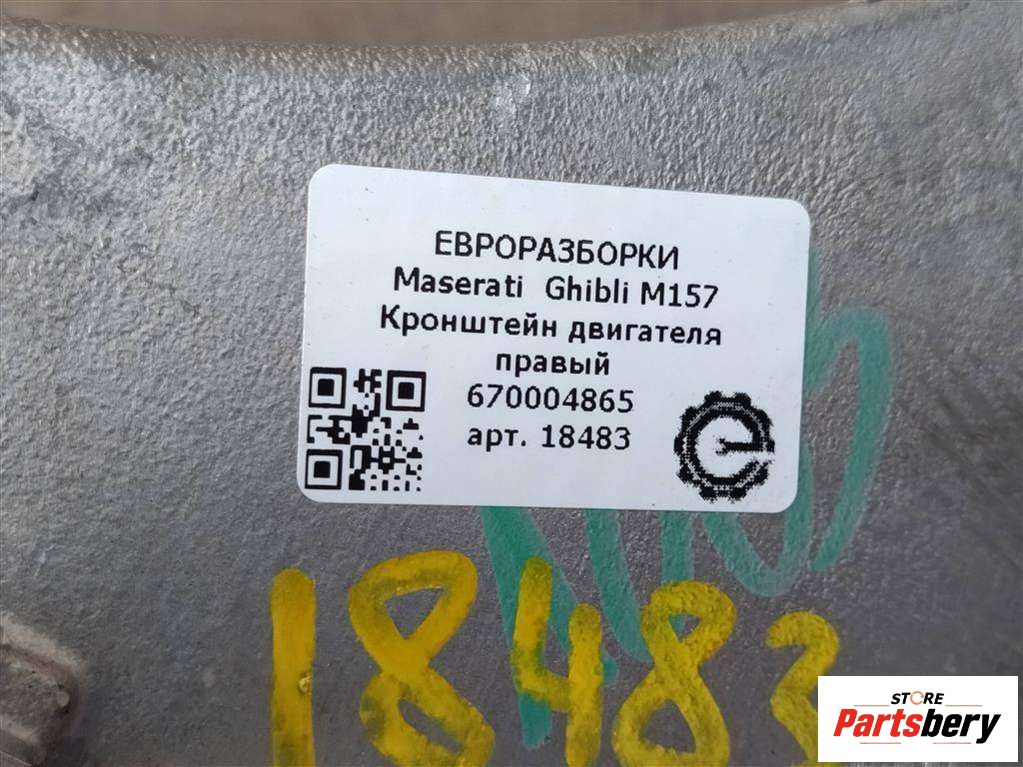 ЕВРОРАЗБОРКИ
Maserati Ghibli M157
Кронштейн двигателя
правый
670004865
арт. 18483
18483
STORE
Partsbery